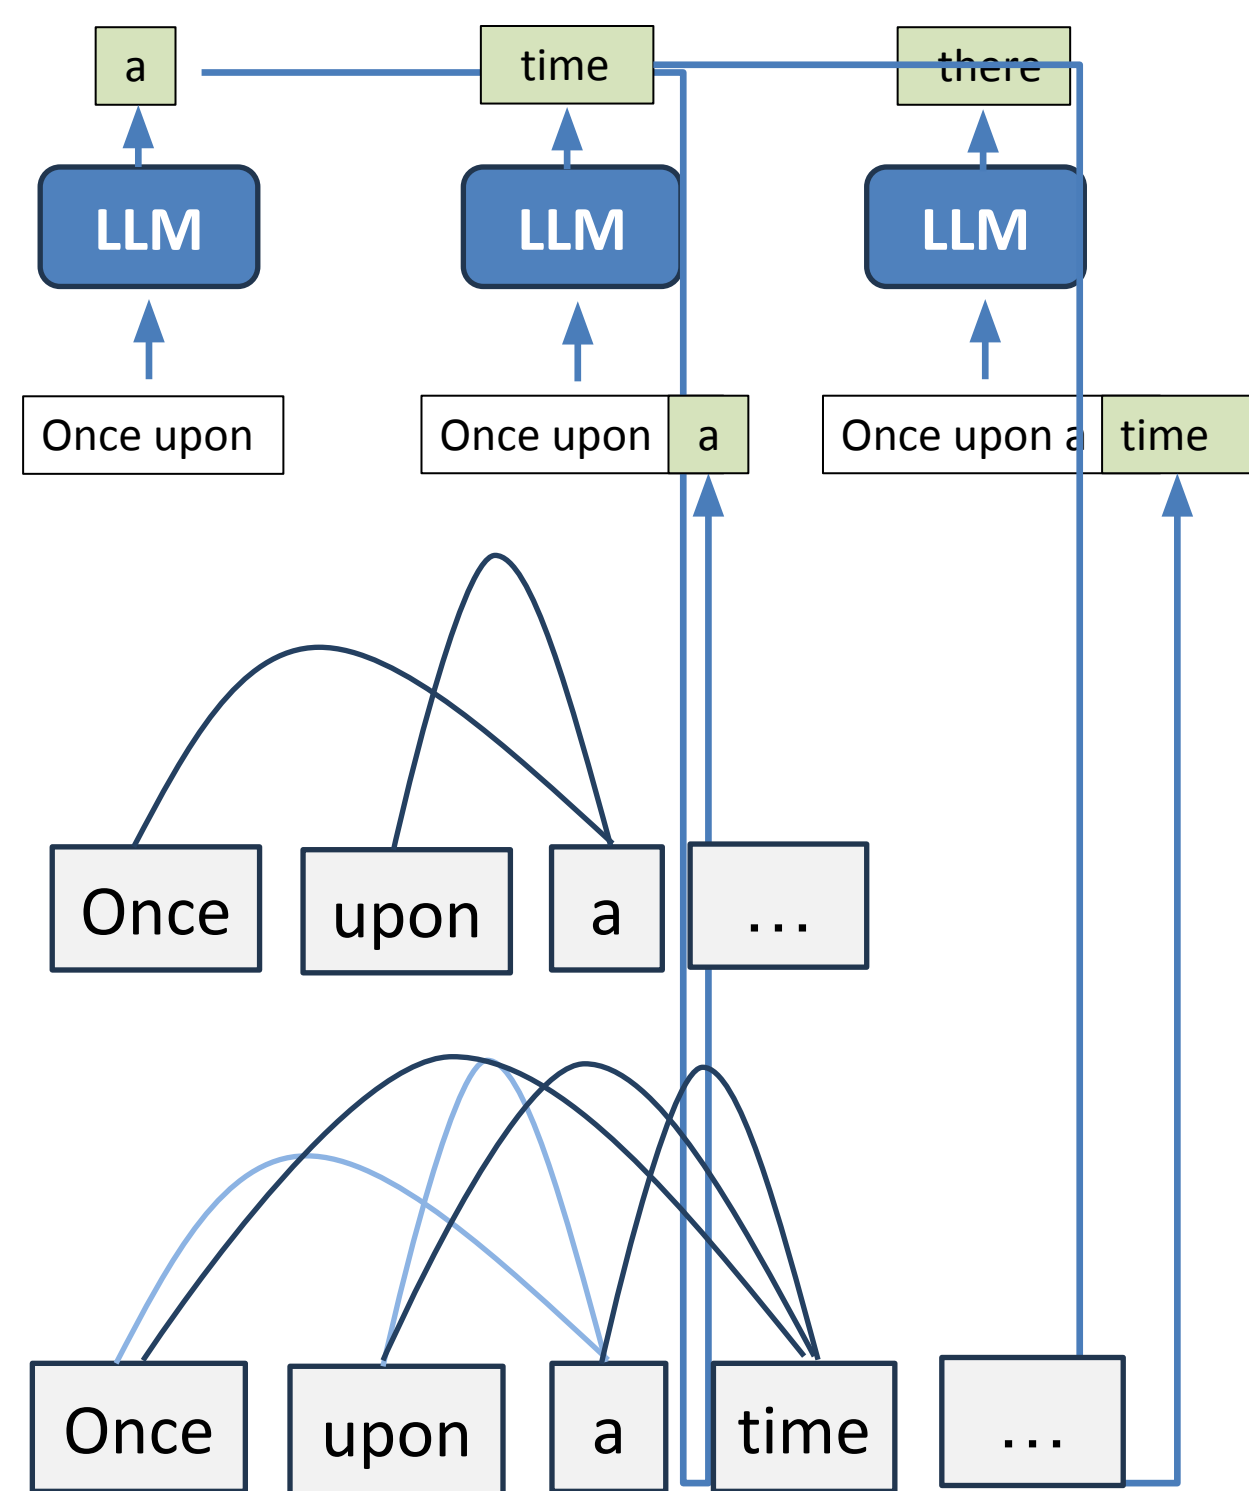 a
time
there
LLM
LLM
LLM
Once upon
Once upon a
Once upon a time
Once
upon
a
...
Once
upon
a
time
...